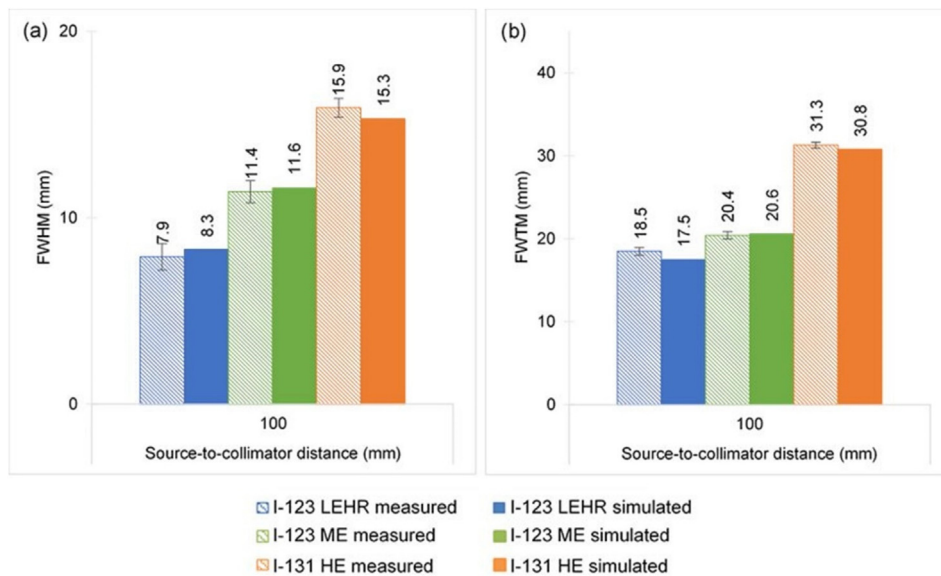 (a)
20
10
0
FWHM (mm)
7.9
8.3
11.4
11.6
15.9
15.3
100
Source-to-collimator distance (mm)
(b)
40
30
20
10
0
FWTM (mm)
18.5
17.5
20.4
20.6
31.3
30.8
100
Source-to-collimator distance (mm)
I-123 LEHR measured
I-123 LEHR simulated
I-123 ME measured
I-123 ME simulated
I-131 HE measured
I-131 HE simulated